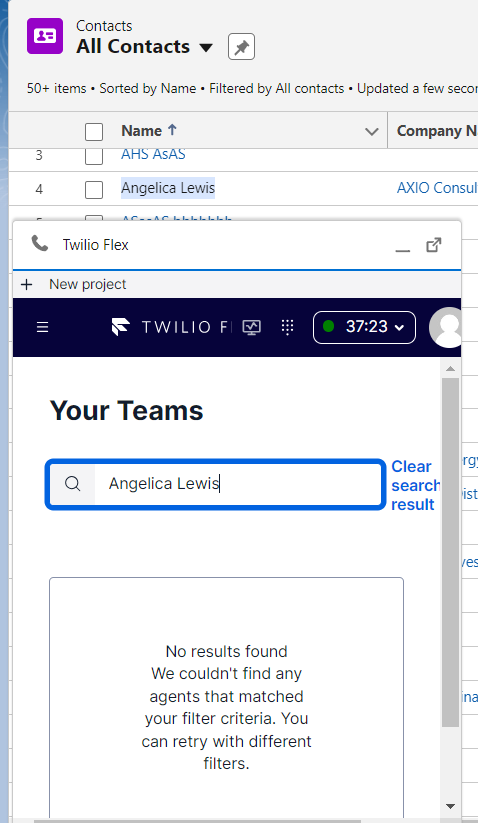 Contacts
All Contacts
50+ items • Sorted by Name • Filtered by All contacts • Updated a few
Name ↑
Company
3
AHS AsAS
4
Angelica Lewis
AXIO
Twilio Flex
+ New project
TWILIO
37:23
Your Teams
Angelica Lewis
Clear
search
result
No results found
We couldn't find any
agents that matched
your filter criteria. You
can retry with different
filters.